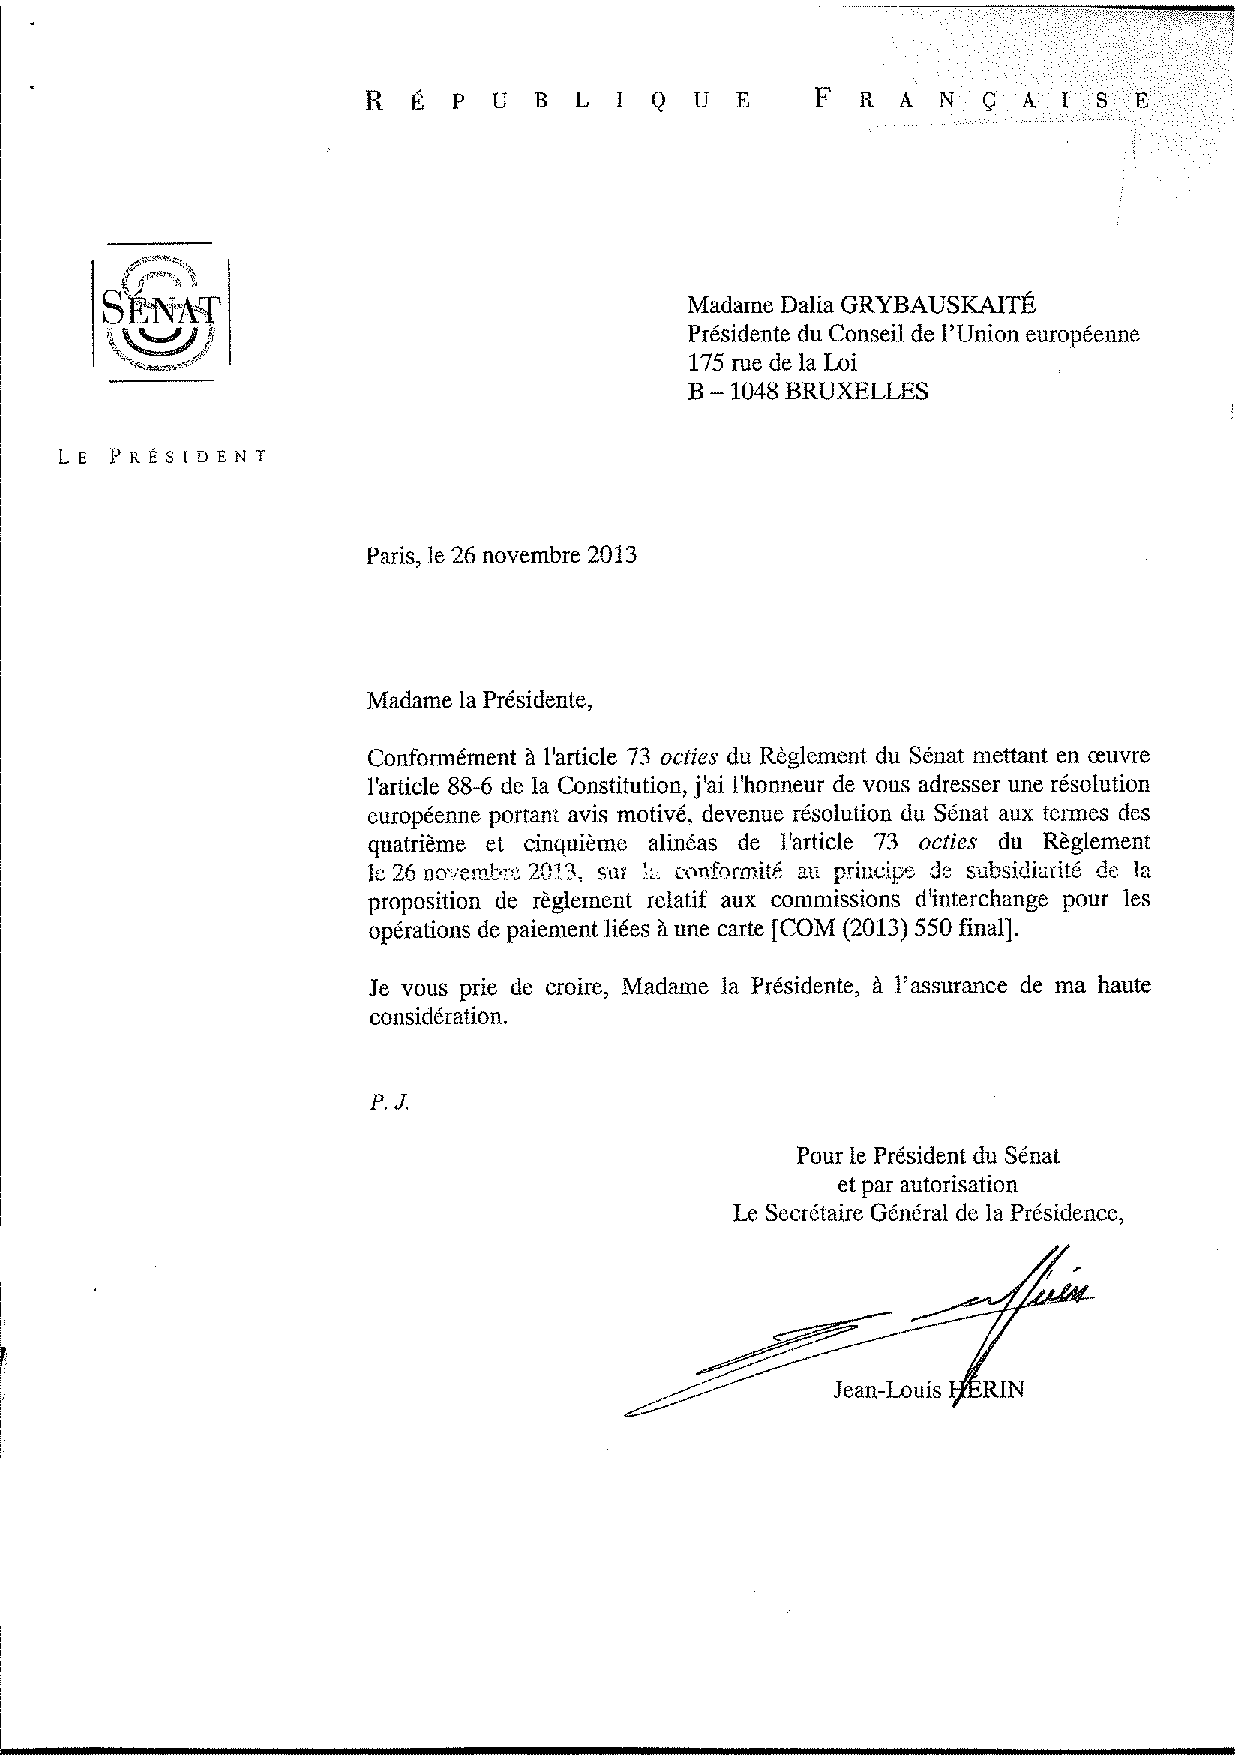 RÉPUBLIQUE FRANÇAISE
SÉNAT
Madame Dalia GRYBAUSKAITÉ
Présidente du Conseil de l'Union européenne
175 rue de la Loi
B – 1048 BRUXELLES
LE PRÉSIDENT
Paris, le 26 novembre 2013
Madame la Présidente,
Conformément à l'article 73 octies du Règlement du Sénat mettant en œuvre
l'article 88-6 de la Constitution, j'ai l'honneur de vous adresser une résolution
européenne portant avis motivé, devenue résolution du Sénat aux termes des
quatrième et cinquième alinéas de l'article 73 octies du Règlement
le 26 novembre 2013, sur la conformité au principe de subsidiarité de la
proposition de règlement relatif aux commissions d'interchange pour les
opérations de paiement liées à une carte [COM (2013) 550 final].
Je vous prie de croire, Madame la Présidente, à l'assurance de ma haute
considération.
P. J.
Pour le Président du Sénat
et par autorisation
Le Secrétaire Général de la Présidence,
Jean-Louis HÉRIN